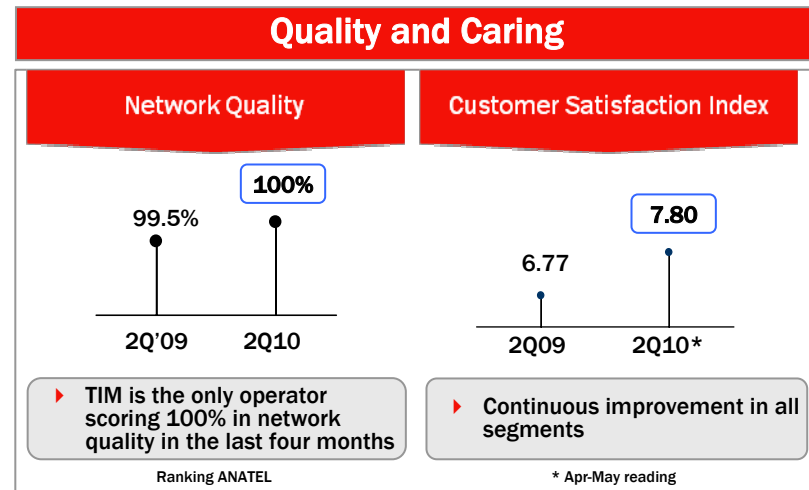 Quality and Caring
Network Quality
99.5%
100%
2Q'09
2Q10
TIM is the only operator
scoring 100% in network
quality in the last four months
Ranking ANATEL
Customer Satisfaction Index
6.77
7.80
2Q09
2Q10*
Continuous improvement in all
segments
* Apr-May reading